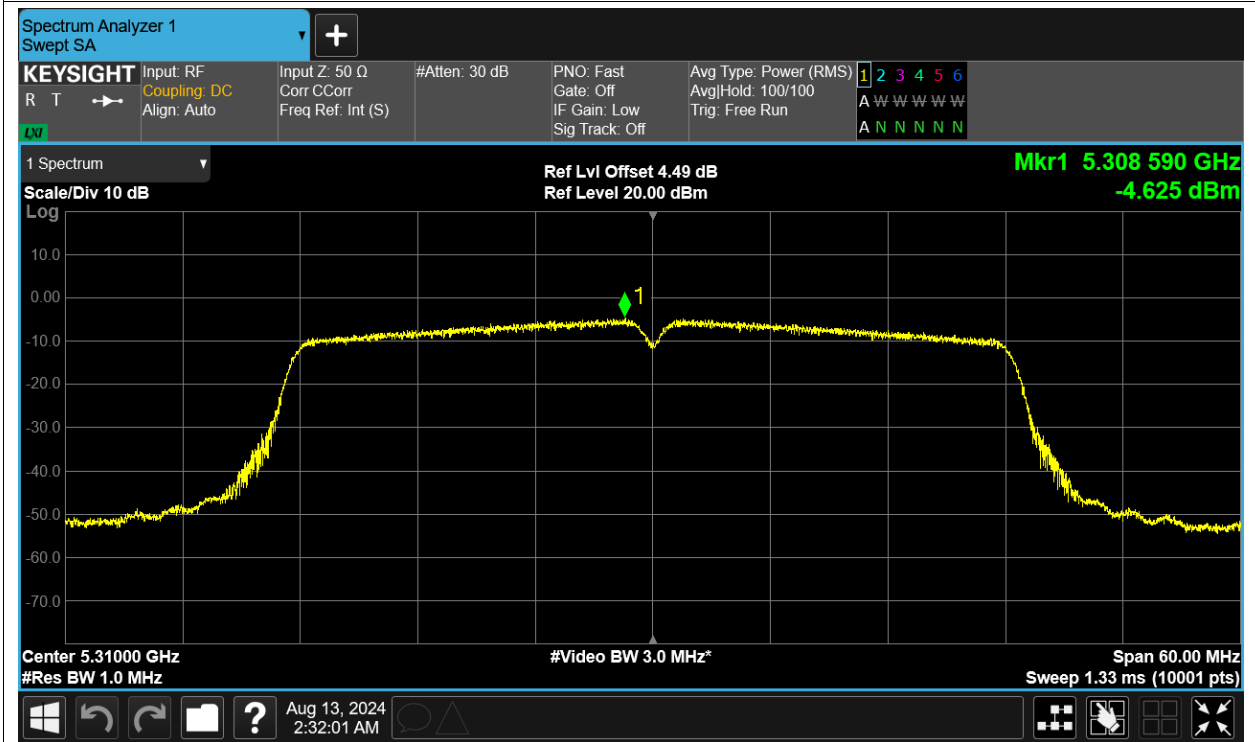 Spectrum Analyzer 1
Swept SA
+
KEYSIGHT
R T
LXI
Input: RF
Coupling: DC
Align: Auto
Input Z: 50 Ω
Corr CCorr
Freq Ref: Int (S)
#Atten: 30 dB
PNO: Fast
Gate: Off
IF Gain: Low
Sig Track: Off
Avg Type: Power (RMS)
Avg|Hold: 100/100
Trig: Free Run
1 2 3 4 5 6
A W W W W W
A N N N N N
1 Spectrum
Scale/Div 10 dB
Log
Ref Lvl Offset 4.49 dB
Ref Level 20.00 dBm
Mkr1 5.308 590 GHz
-4.625 dBm
10.0
0.00
-10.0
-20.0
-30.0
-40.0
-50.0
-60.0
-70.0
1
Center 5.31000 GHz
#Res BW 1.0 MHz
#Video BW 3.0 MHz*
Span 60.00 MHz
Sweep 1.33 ms (10001 pts)
?
Aug 13, 2024
2:32:01 AM